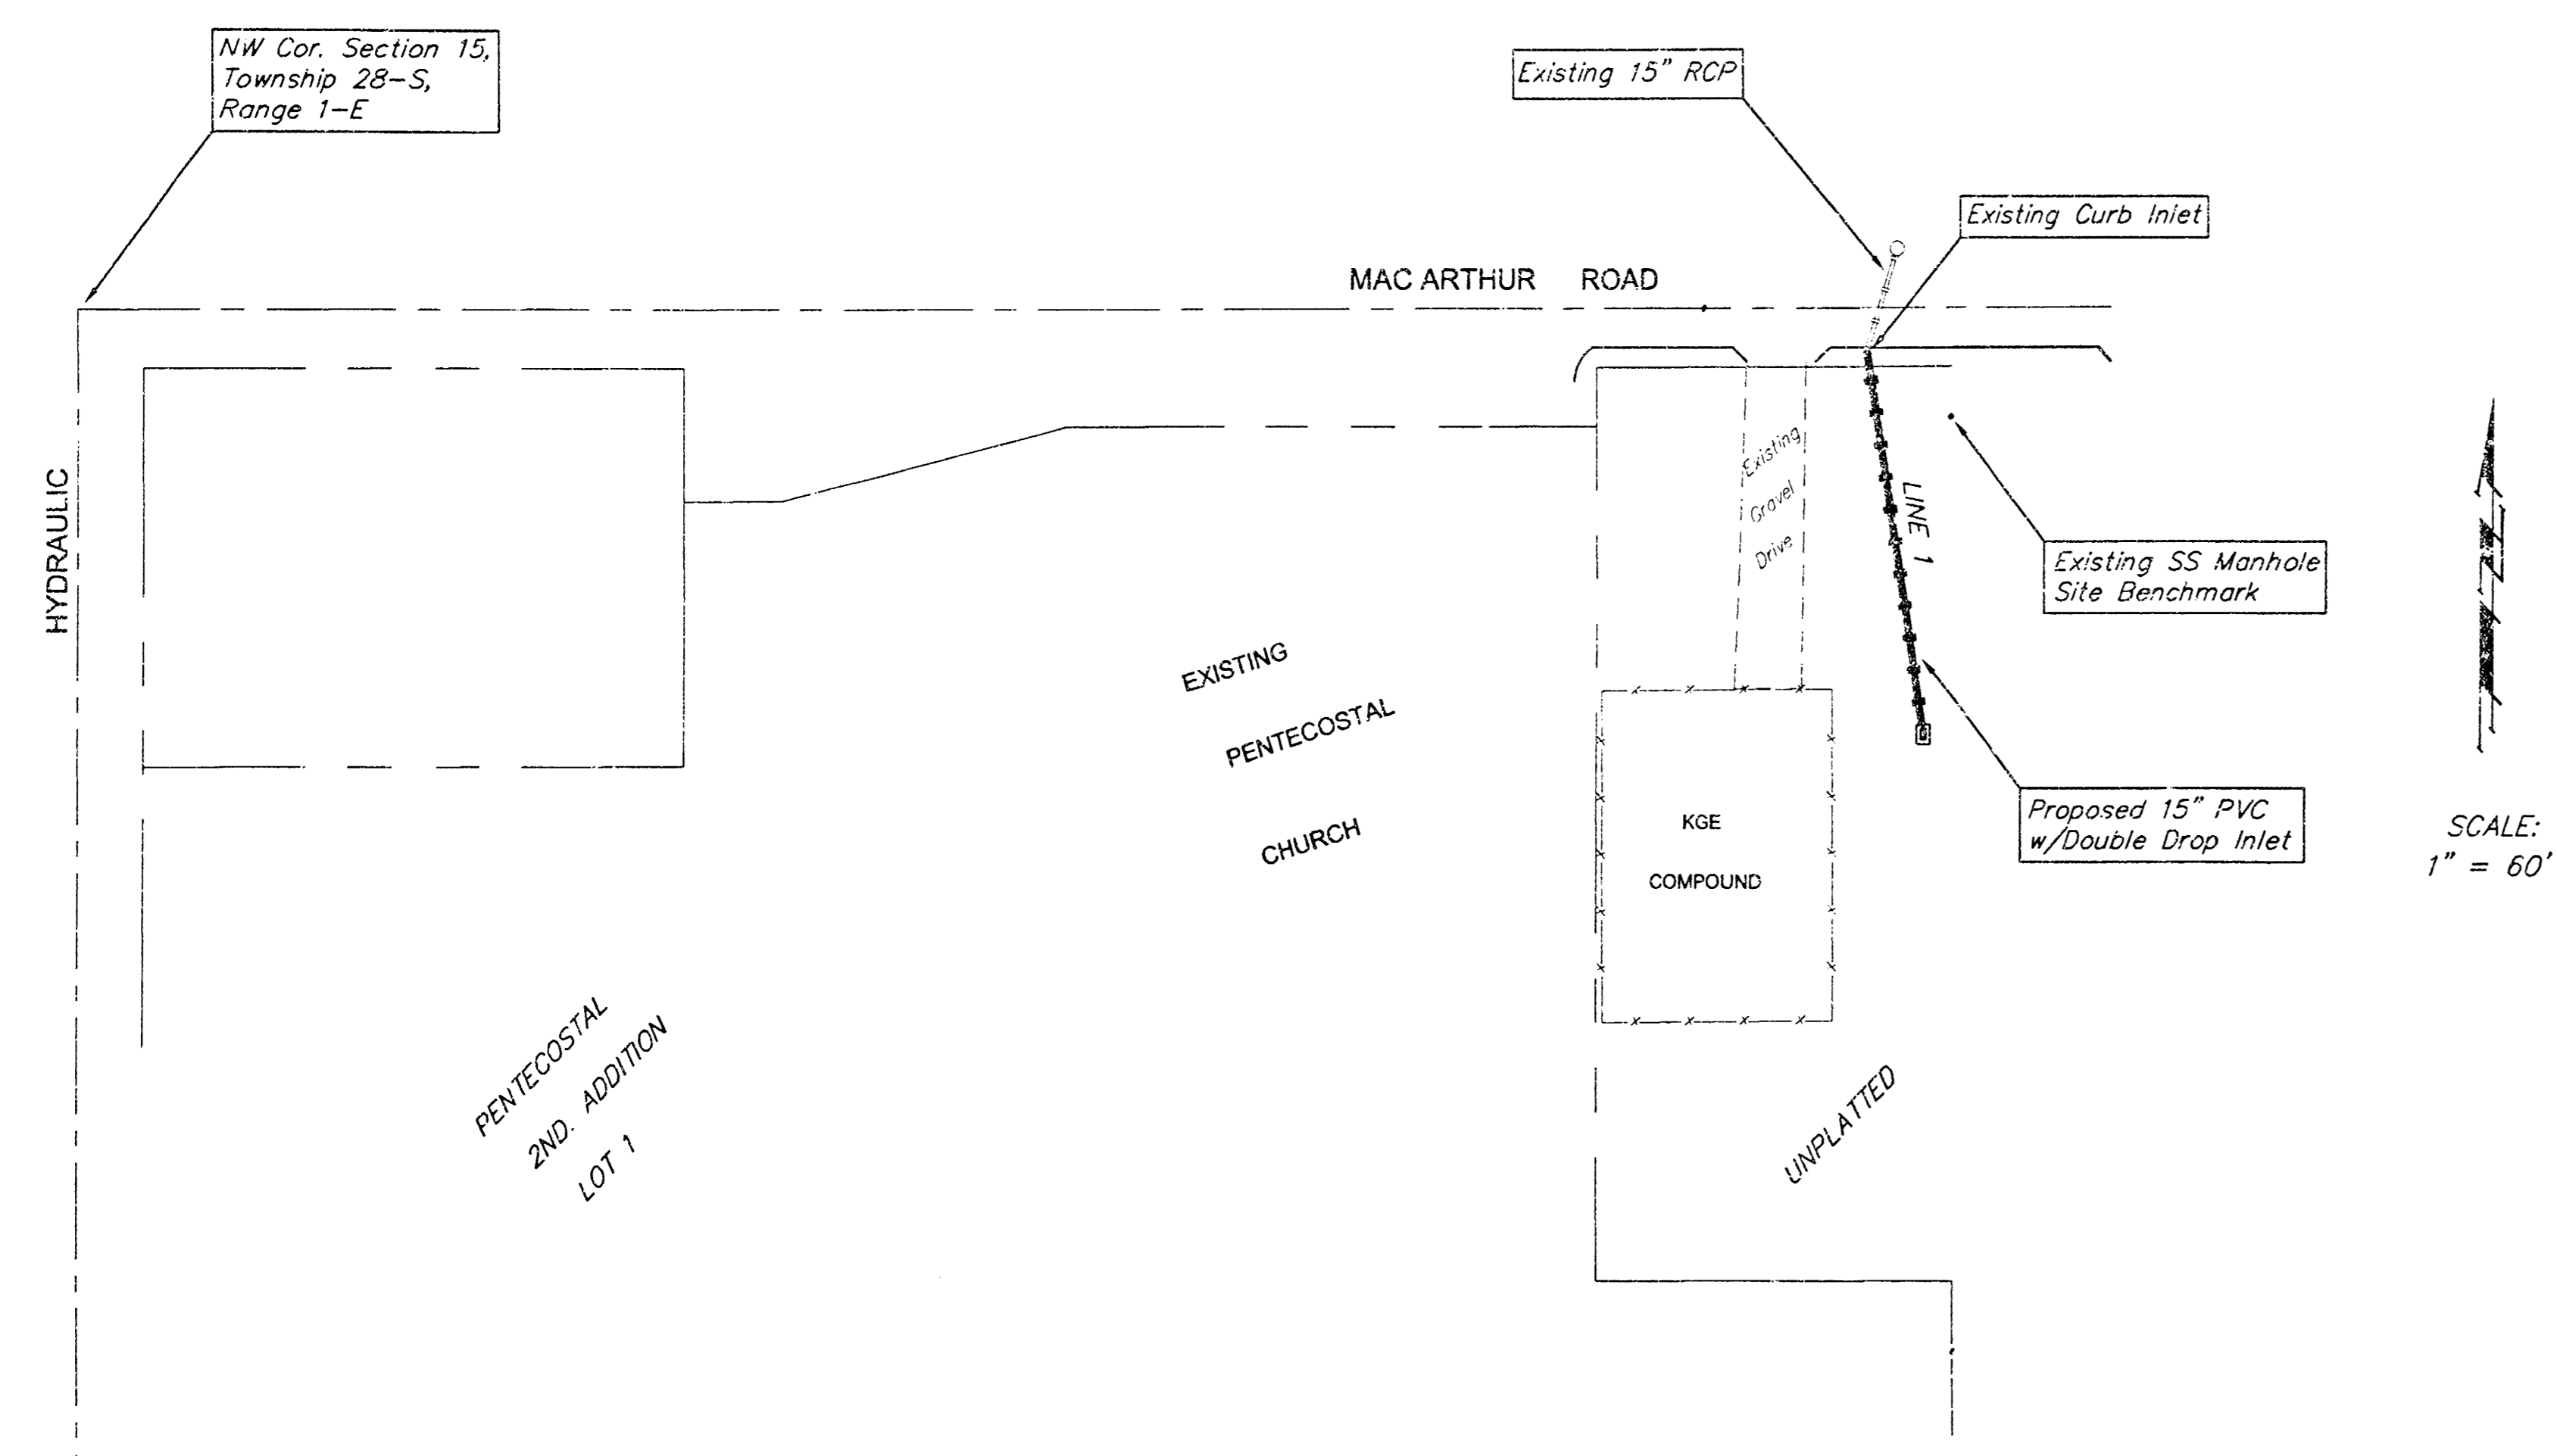 NW Cor. Section 15,
Township 28-S,
Range 1-E
Existing 15" RCP
Existing Curb Inlet
MAC ARTHUR ROAD
HYDRAULIC
Existing
Gravel
Drive
LINE 1
Existing SS Manhole
Site Benchmark
EXISTING
PENTECOSTAL
CHURCH
KGE
COMPOUND
Proposed 15" PVC
w/Double Drop Inlet
SCALE:
1" = 60'
PENTECOSTAL
2ND. ADDITION
LOT 1
UNPLATTED